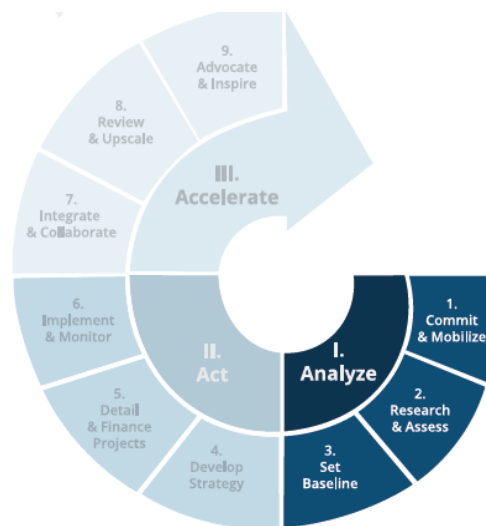 I.
Analyze
1.
Commit
& Mobilize
2.
Research
& Assess
3.
Set
Baseline
II.
Act
4.
Develop
Strategy
5.
Detail
& Finance
Projects
6.
Implement
& Monitor
III.
Accelerate
7.
Integrate
& Collaborate
8.
Review
& Upscale
9.
Advocate
& Inspire